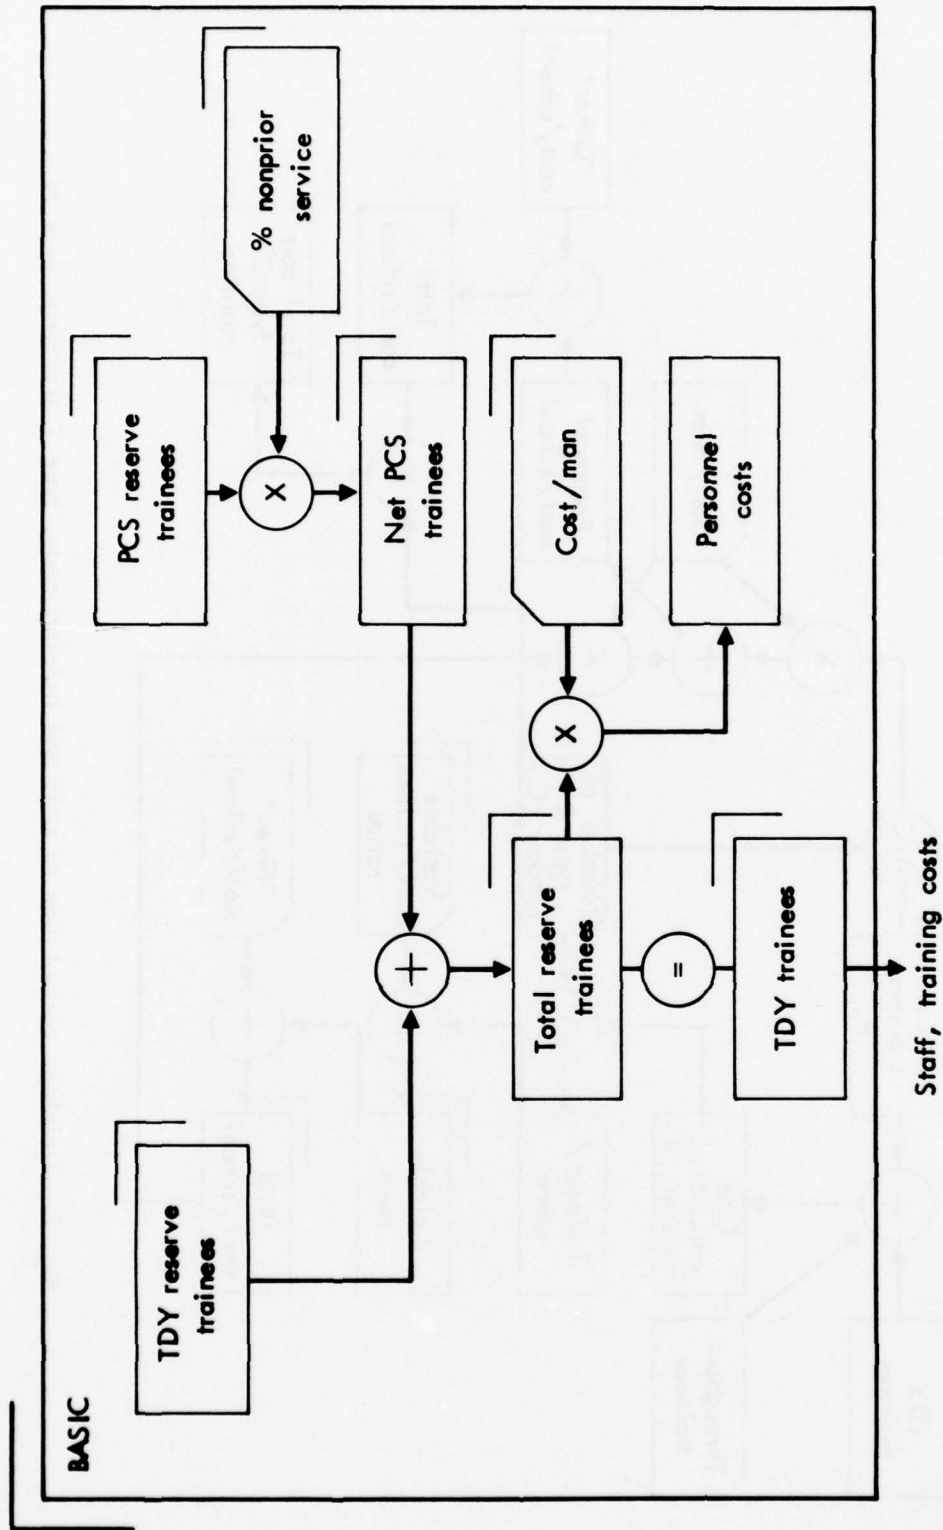 BASIC
TDY reserve
trainees
PCS reserve
trainees
% nonprior
service
X
Net PCS
trainees
+
Total reserve
trainees
X
Cost/man
Personnel
costs
=
TDY trainees
Staff, training costs